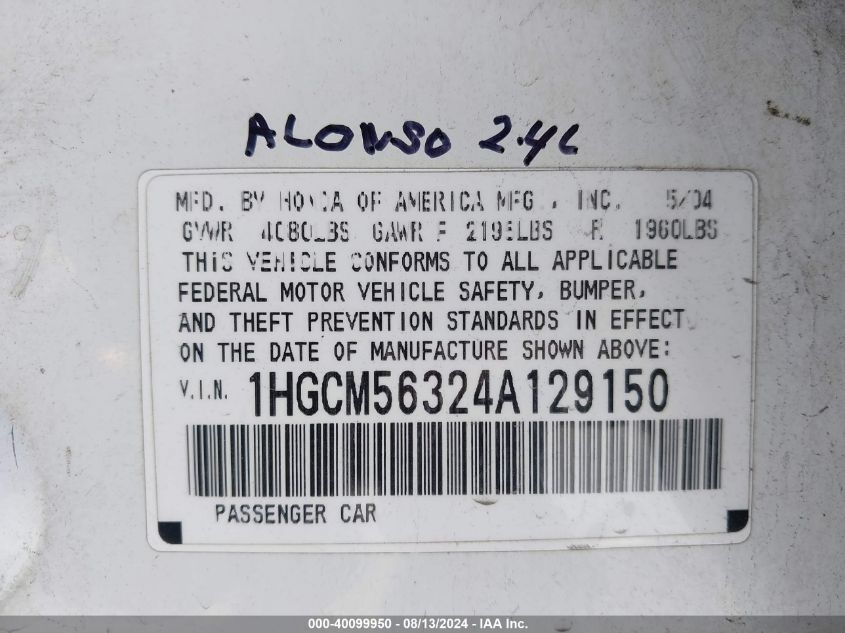 ALONSO 2.4L
MFD. BY HONDA OF AMERICA MFG., INC. 5/04
GVWR 4080LBS GAWR F 2195LBS R 1960LBS
THIS VEHICLE CONFORMS TO ALL APPLICABLE
FEDERAL MOTOR VEHICLE SAFETY, BUMPER,
AND THEFT PREVENTION STANDARDS IN EFFECT
ON THE DATE OF MANUFACTURE SHOWN ABOVE:
V.I.N. 1HGCM56324A129150
PASSENGER CAR
000-40099950 - 08/13/2024 - IAA Inc.